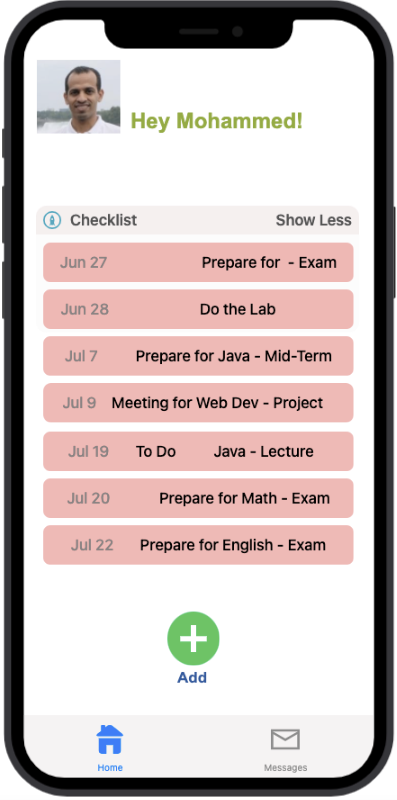 Hey Mohammed!
Checklist Show Less
Jun 27 Prepare for - Exam
Jun 28 Do the Lab
Jul 7 Prepare for Java - Mid-Term
Jul 9 Meeting for Web Dev - Project
Jul 19 To Do Java - Lecture
Jul 20 Prepare for Math - Exam
Jul 22 Prepare for English - Exam
Add
Home Messages